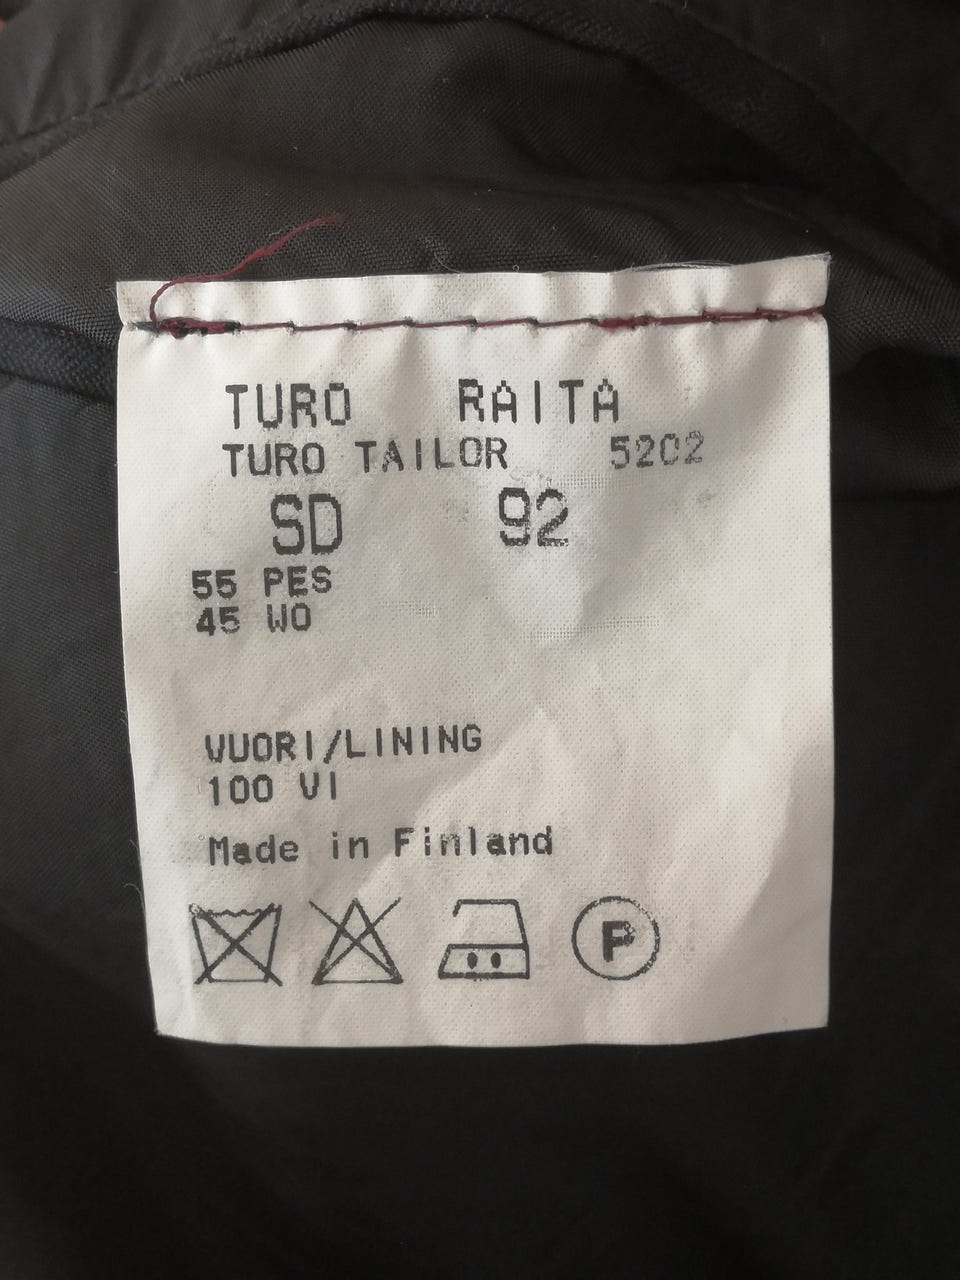 TURO RAITA
TURO TAILOR 5202
SD 92
55 PES
45 WO
VUORI/LINING
100 VI
Made in Finland
P